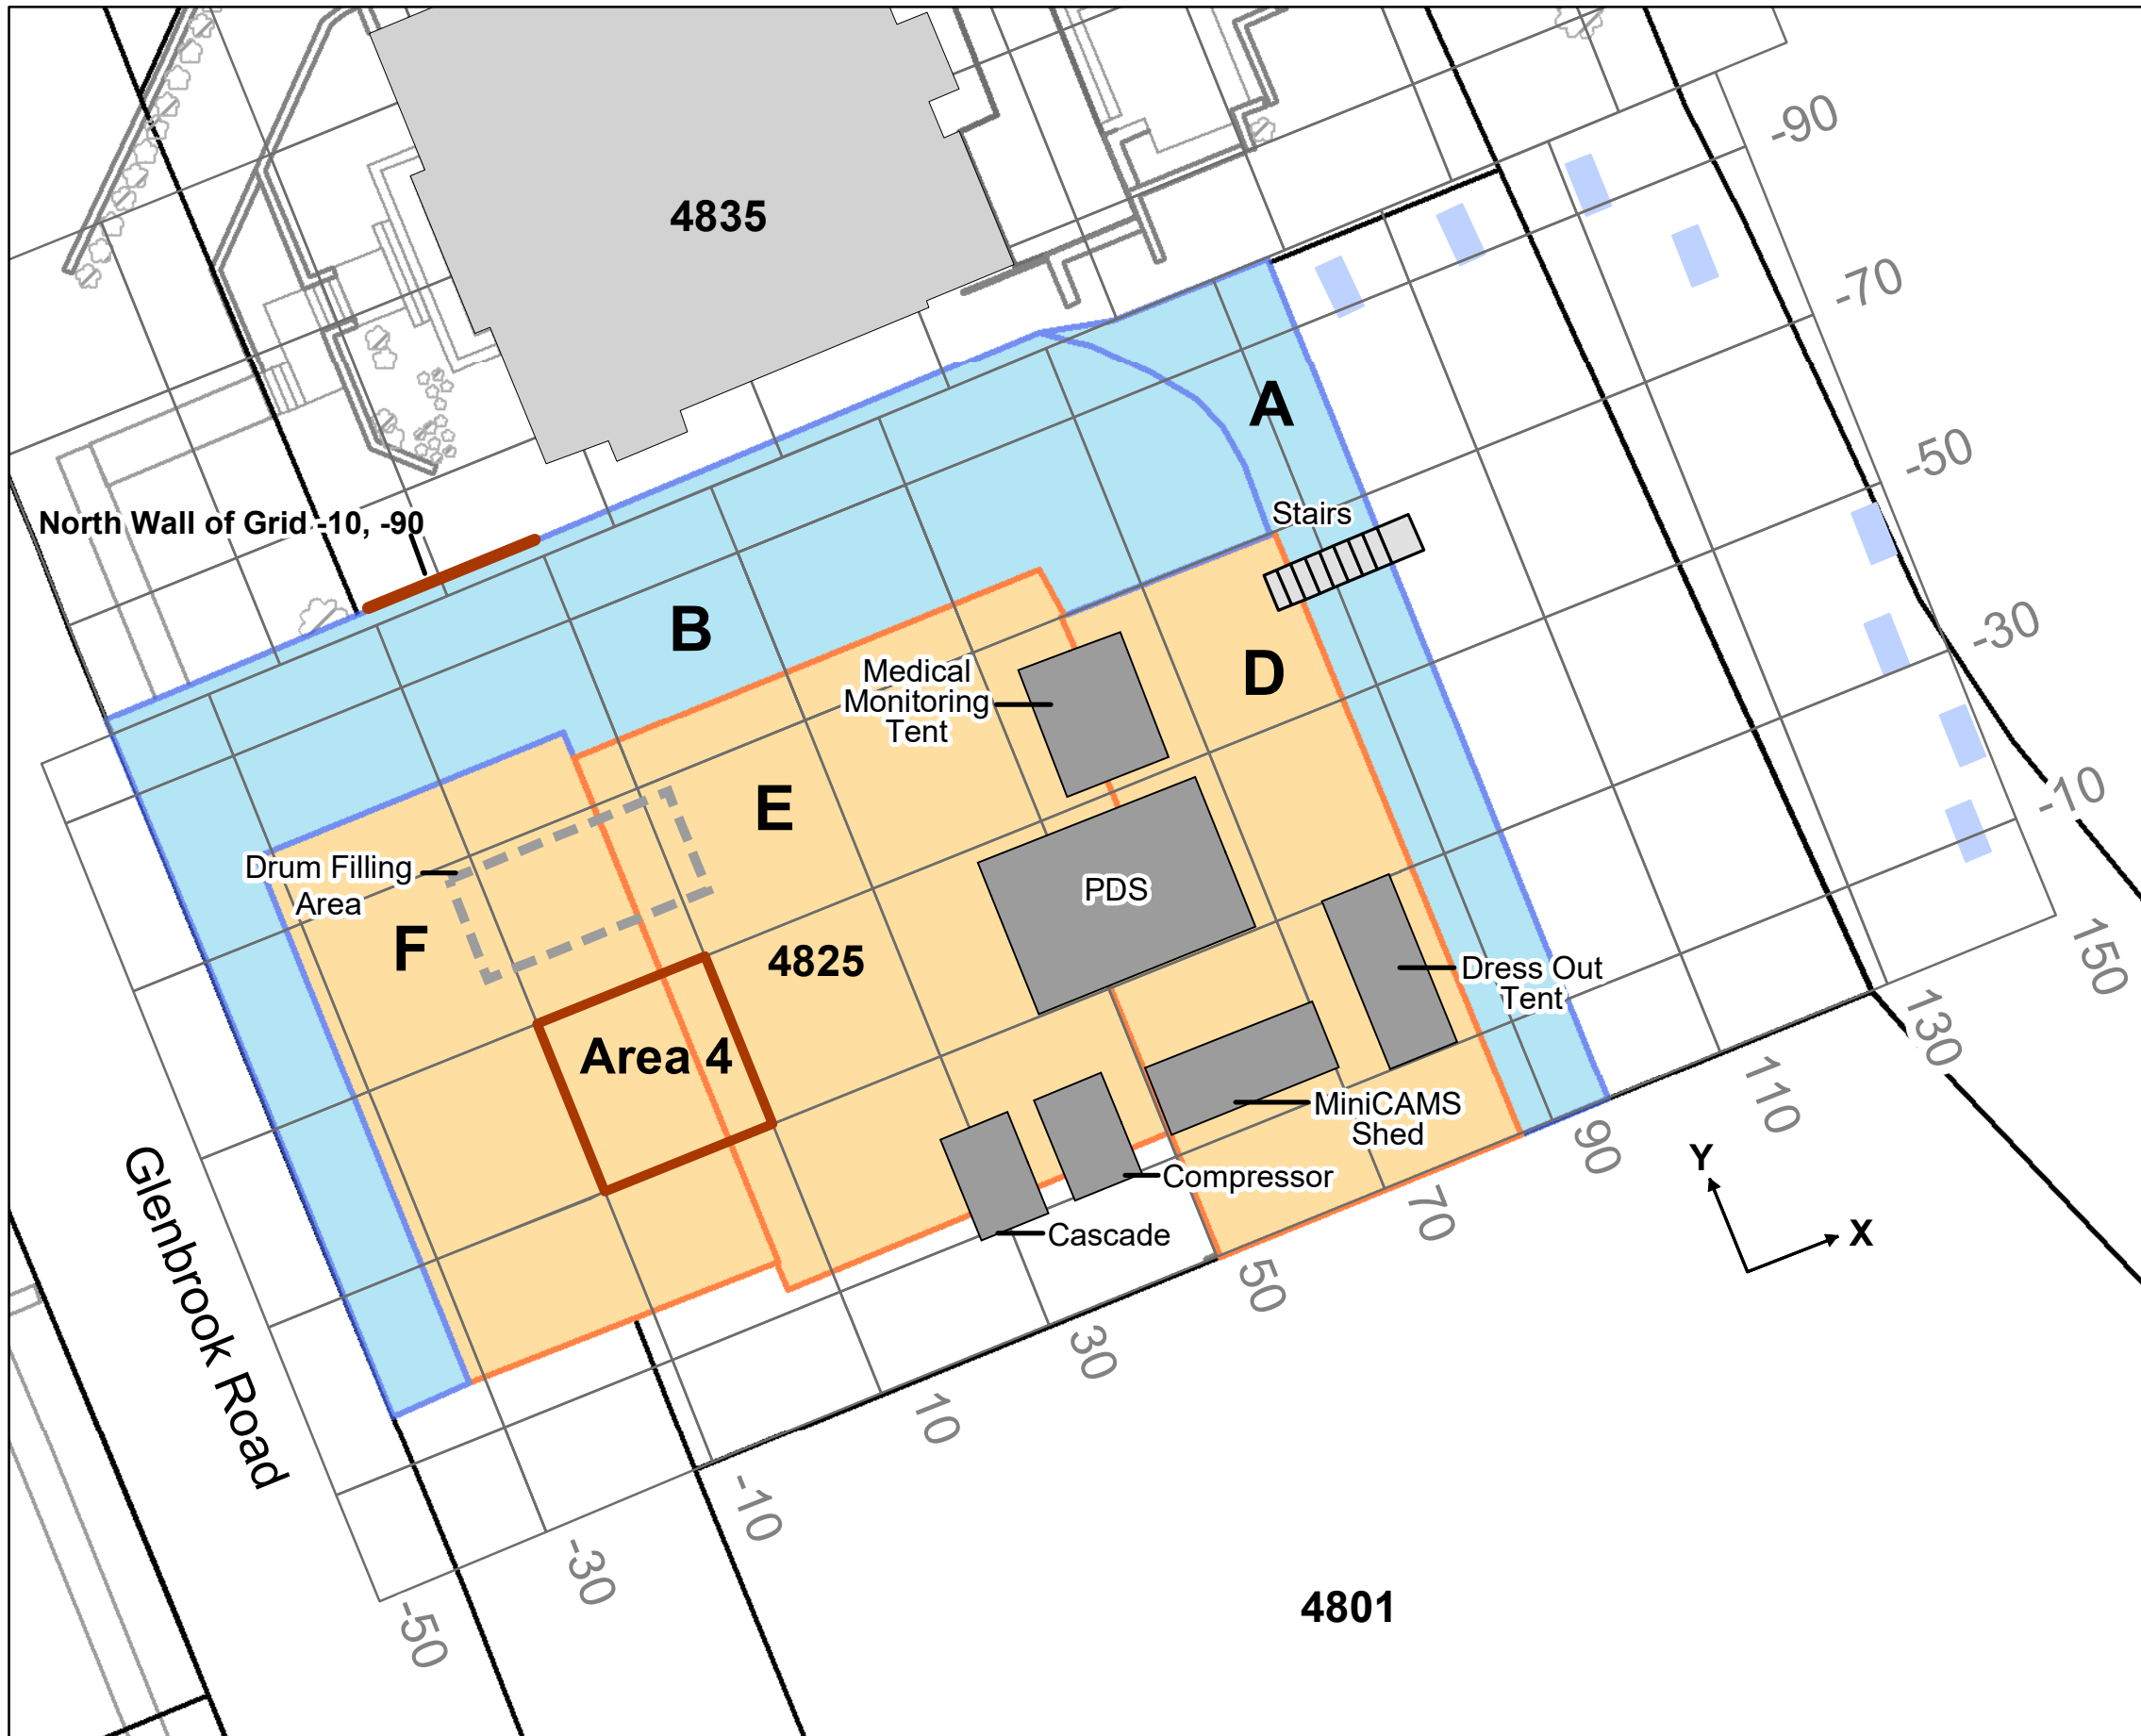 -90
4835
-70
A
-50
North Wall of Grid -10, -90
Stairs
B
-30
Medical
Monitoring
Tent
D
-10
E
Drum Filling
Area
PDS
F
4825
150
Dress Out
Tent
130
Area 4
110
MiniCAMS
Shed
90
Compressor
70
Y
X
Cascade
50
Glenbrook Road
30
10
-10
-30
-50
4801